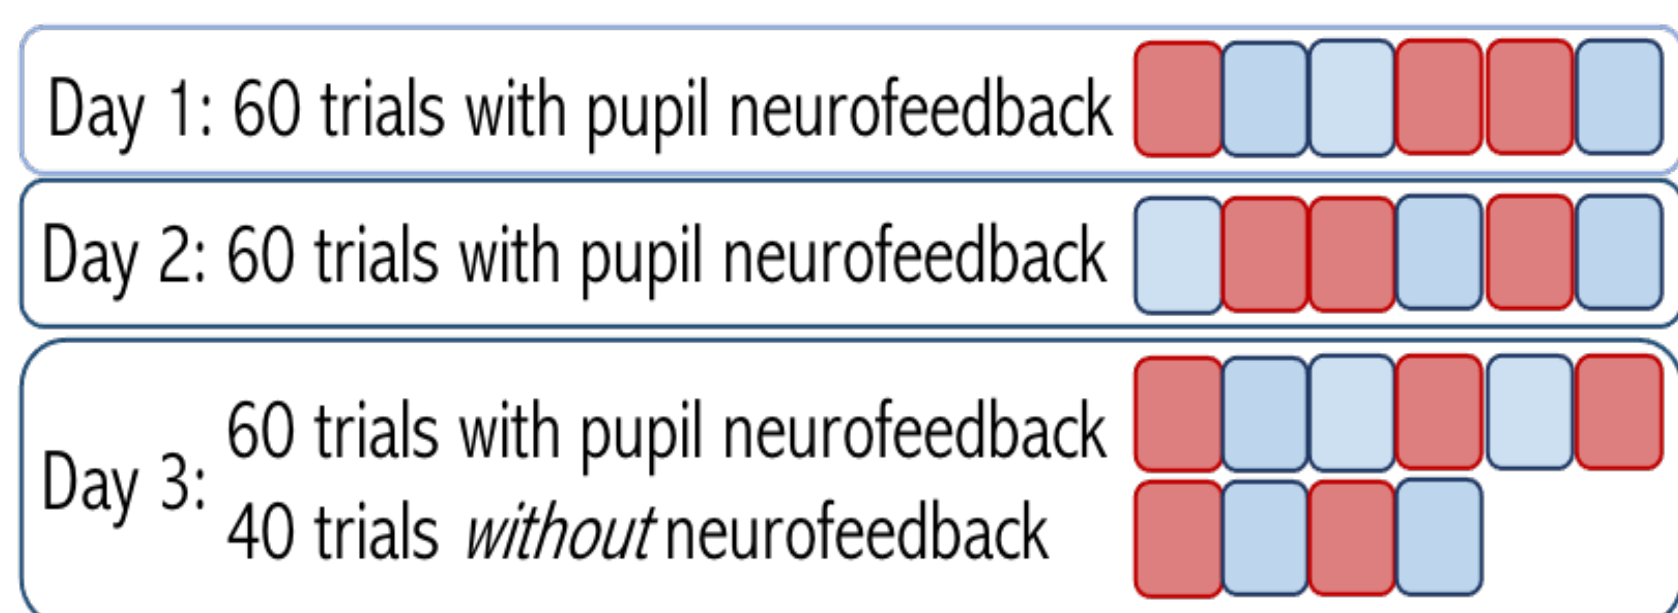 Day 1: 60 trials with pupil neurofeedback
Day 2: 60 trials with pupil neurofeedback
Day 3:
60 trials with pupil neurofeedback
40 trials without neurofeedback